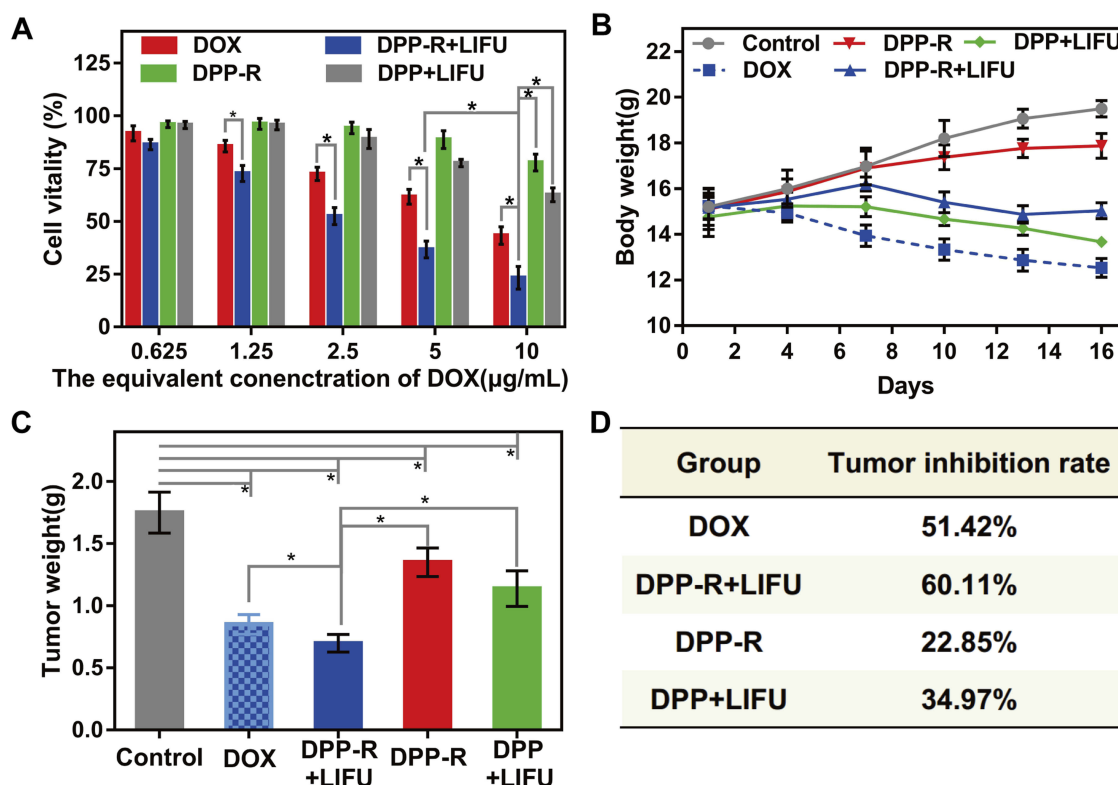 A
DOX
DPP-R+LIFU
DPP-R
DPP+LIFU
Cell vitality (%)
125
100
75
50
25
0
* * * * * * * *
0.625 1.25 2.5 5 10
The equivalent conenctration of DOX(μg/mL)
B
Control DPP-R DPP+LIFU
DOX DPP-R+LIFU
Body weight(g)
22
20
18
16
14
12
10
0 2 4 6 8 10 12 14 16
Days
C
Tumor weight(g)
2.0
1.5
1.0
0.5
0.0
* * * * * * *
Control DOX DPP-R +LIFU DPP-R DPP +LIFU
D
Group Tumor inhibition rate
DOX 51.42%
DPP-R+LIFU 60.11%
DPP-R 22.85%
DPP+LIFU 34.97%